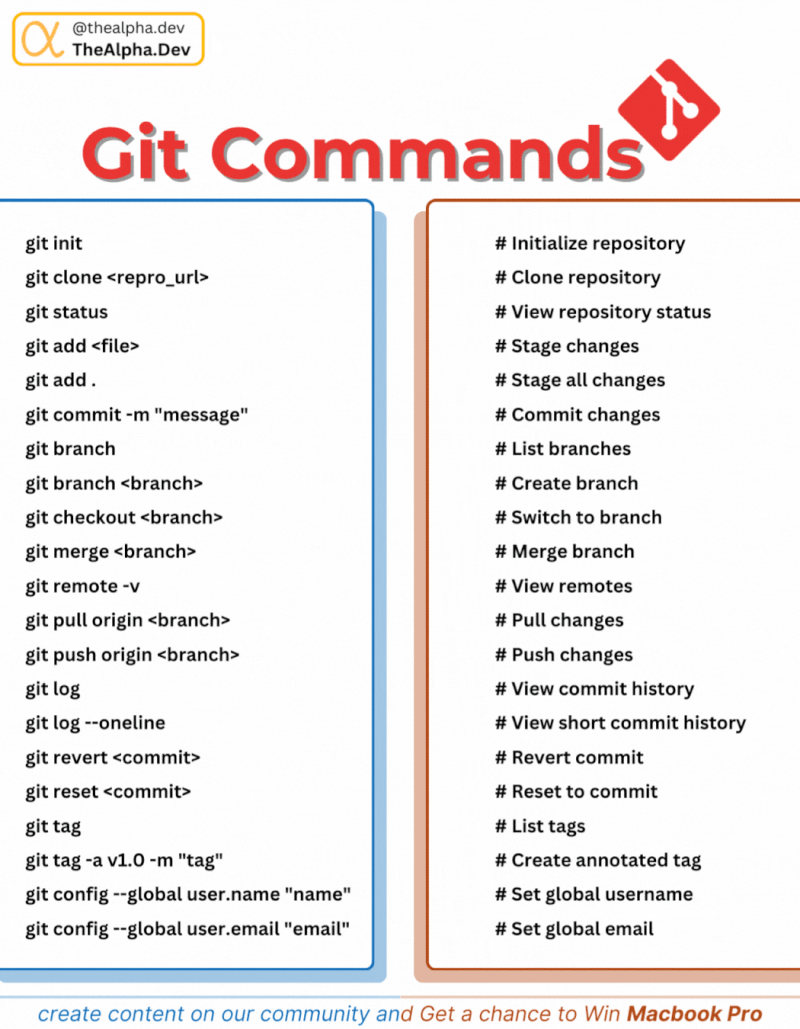 @thealpha.dev
TheAlpha.Dev
Git Commands
git init # Initialize repository
git clone <repro_url> # Clone repository
git status # View repository status
git add <file> # Stage changes
git add . # Stage all changes
git commit -m "message" # Commit changes
git branch # List branches
git branch <branch> # Create branch
git checkout <branch> # Switch to branch
git merge <branch> # Merge branch
git remote -v # View remotes
git pull origin <branch> # Pull changes
git push origin <branch> # Push changes
git log # View commit history
git log --oneline # View short commit history
git revert <commit> # Revert commit
git reset <commit> # Reset to commit
git tag # List tags
git tag -a v1.0 -m "tag" # Create annotated tag
git config --global user.name "name" # Set global username
git config --global user.email "email" # Set global email
create content on our community and Get a chance to Win Macbook Pro